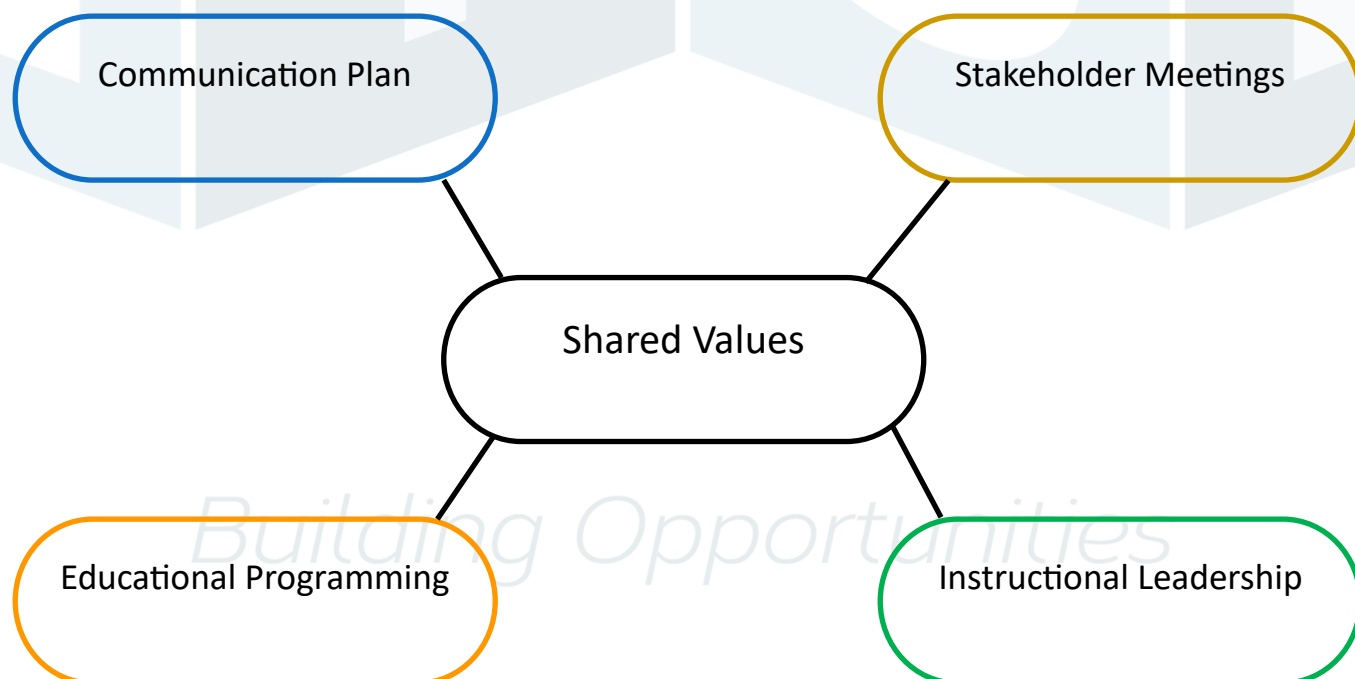 Communication Plan
Stakeholder Meetings
Shared Values
Building Opportunities
Educational Programming
Instructional Leadership